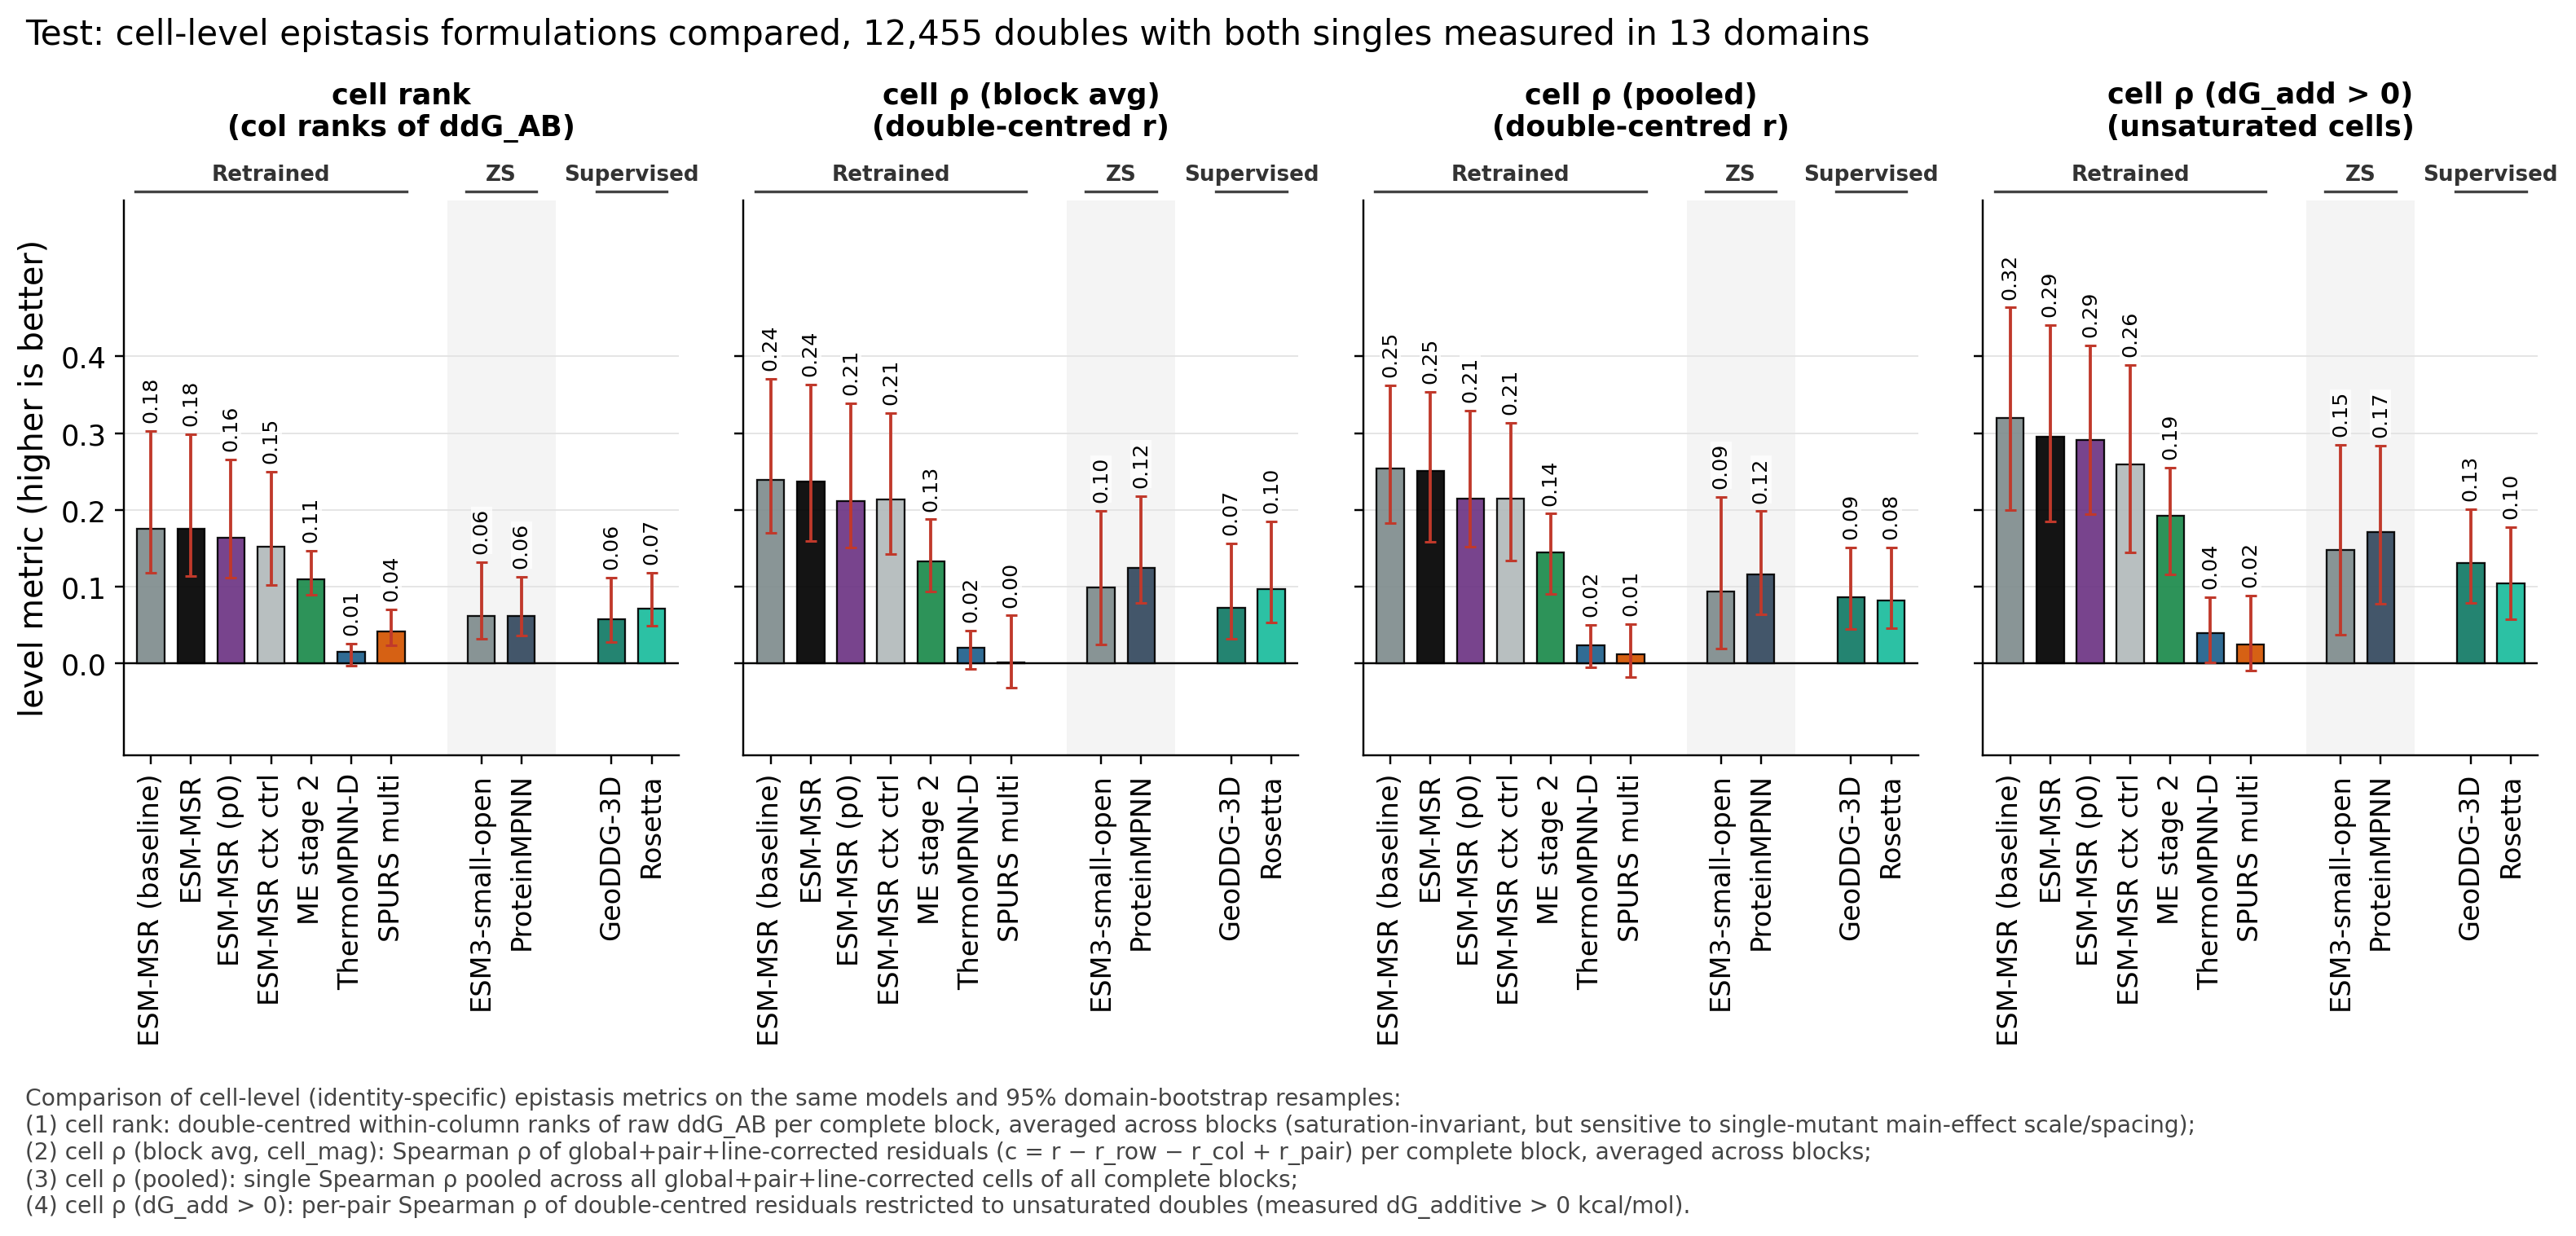 Test: cell-level epistasis formulations compared, 12,455 doubles with both singles measured in 13 domains
cell rank
(col ranks of ddG_AB)
Retrained ZS Supervised
level metric (higher is better)
0.4
0.3
0.2
0.1
0.0
0.18 0.18 0.16 0.15 0.11 0.01 0.04 0.06 0.06 0.06 0.07
ESM-MSR (baseline)
ESM-MSR
ESM-MSR (p0)
ESM-MSR ctx ctrl
ME stage 2
ThermoMPNN-D
SPURS multi
ESM3-small-open
ProteinMPNN
GeoDDG-3D
Rosetta
cell ρ (block avg)
(double-centred r)
Retrained ZS Supervised
0.24 0.24 0.21 0.21 0.13 0.02 0.00 0.10 0.12 0.07 0.10
ESM-MSR (baseline)
ESM-MSR
ESM-MSR (p0)
ESM-MSR ctx ctrl
ME stage 2
ThermoMPNN-D
SPURS multi
ESM3-small-open
ProteinMPNN
GeoDDG-3D
Rosetta
cell ρ (pooled)
(double-centred r)
Retrained ZS Supervised
0.25 0.25 0.21 0.21 0.14 0.02 0.01 0.09 0.12 0.09 0.08
ESM-MSR (baseline)
ESM-MSR
ESM-MSR (p0)
ESM-MSR ctx ctrl
ME stage 2
ThermoMPNN-D
SPURS multi
ESM3-small-open
ProteinMPNN
GeoDDG-3D
Rosetta
cell ρ (dG_add > 0)
(unsaturated cells)
Retrained ZS Supervised
0.32 0.29 0.29 0.26 0.19 0.04 0.02 0.15 0.17 0.13 0.10
ESM-MSR (baseline)
ESM-MSR
ESM-MSR (p0)
ESM-MSR ctx ctrl
ME stage 2
ThermoMPNN-D
SPURS multi
ESM3-small-open
ProteinMPNN
GeoDDG-3D
Rosetta
Comparison of cell-level (identity-specific) epistasis metrics on the same models and 95% domain-bootstrap resamples:
(1) cell rank: double-centred within-column ranks of raw ddG_AB per complete block, averaged across blocks (saturation-invariant, but sensitive to single-mutant main-effect scale/spacing);
(2) cell ρ (block avg, cell_mag): Spearman ρ of global+pair+line-corrected residuals (c = r − r_row − r_col + r_pair) per complete block, averaged across blocks;
(3) cell ρ (pooled): single Spearman ρ pooled across all global+pair+line-corrected cells of all complete blocks;
(4) cell ρ (dG_add > 0): per-pair Spearman ρ of double-centred residuals restricted to unsaturated doubles (measured dG_additive > 0 kcal/mol).